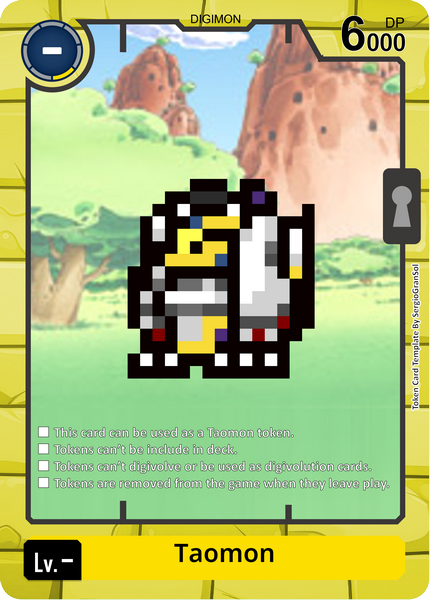 DIGIMON
-
DP
6000
Token Card Template By SergioGranSol
This card can be used as a Taomon token.
Tokens can't be include in deck.
Tokens can't digivolve or be used as digivolution cards.
Tokens are removed from the game when they leave play.
Lv.-
Taomon